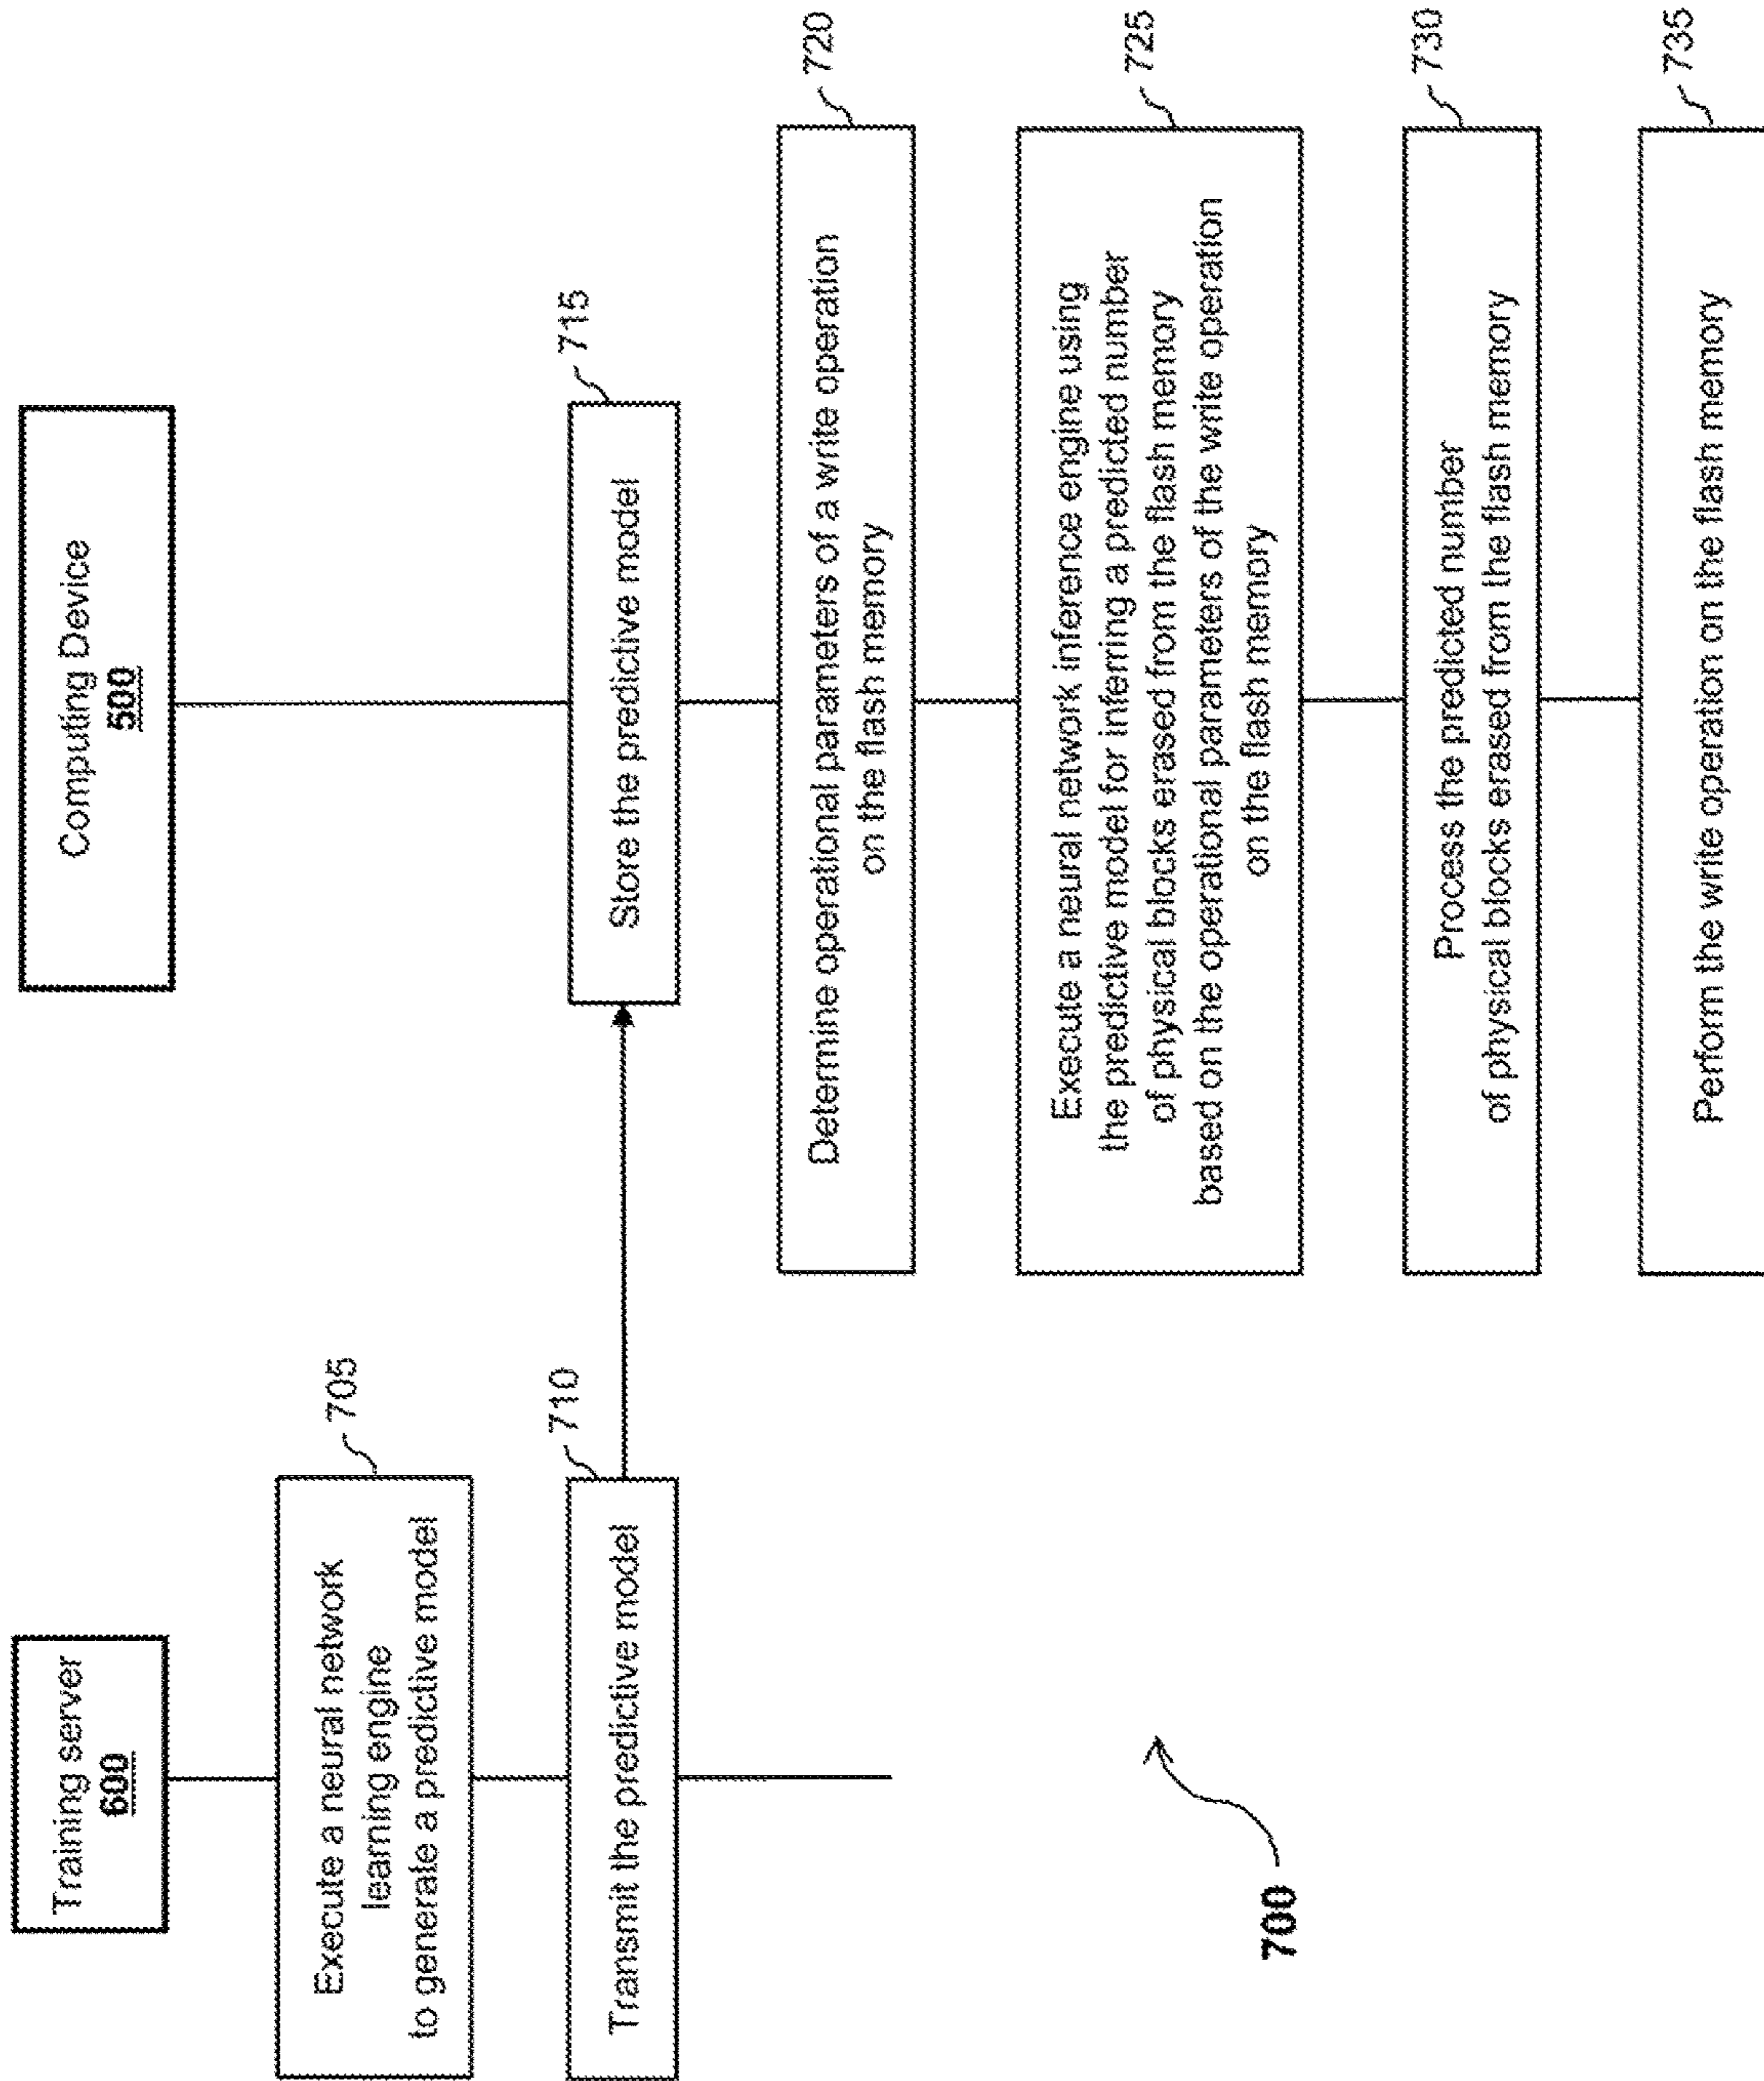 Training server
600
Execute a neural network
learning engine
to generate a predictive model
705
Transmit the predictive model
710
700
Computing Device
500
Store the predictive model
715
Determine operational parameters of a write operation
on the flash memory
720
Execute a neural network inference engine using
the predictive model for inferring a predicted number
of physical blocks erased from the flash memory
based on the operational parameters of the write operation
on the flash memory
725
Process the predicted number
of physical blocks erased from the flash memory
730
Perform the write operation on the flash memory
735